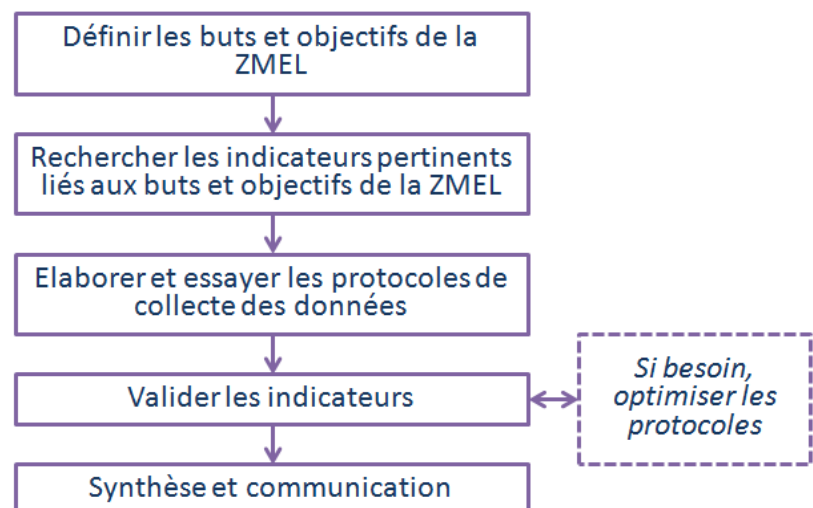 Définir les buts et objectifs de la
ZMEL
Rechercher les indicateurs pertinents
liés aux buts et objectifs de la ZMEL
Elaborer et essayer les protocoles de
collecte des données
Valider les indicateurs
Si besoin,
optimiser les
protocoles
Synthèse et communication